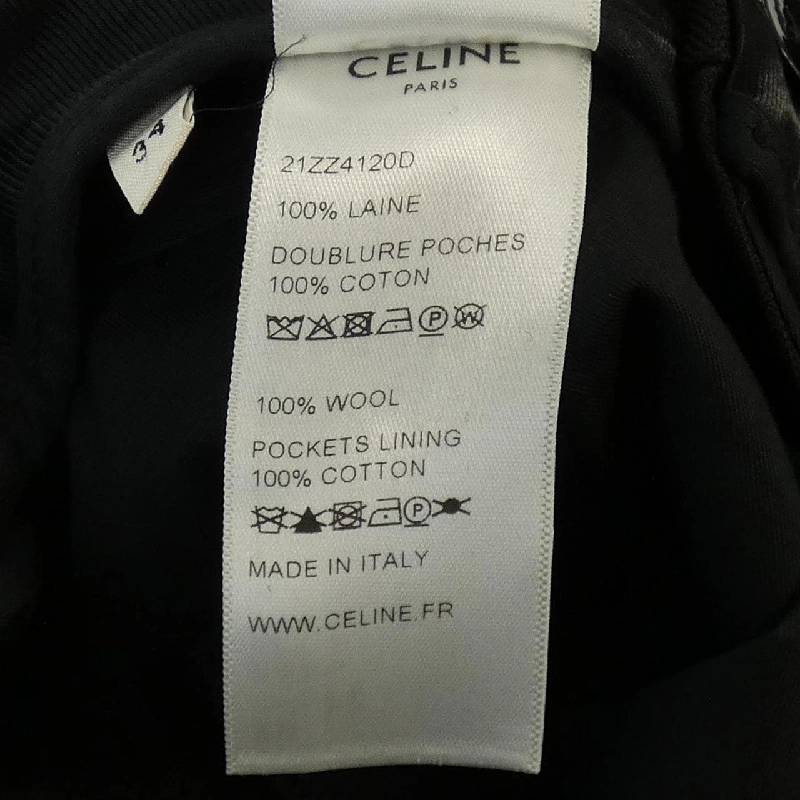 CELINE
PARIS
34
21ZZ4120D
100% LAINE
DOUBLURE POCHES
100% COTON
P W
100% WOOL
POCKETS LINING
100% COTTON
P
MADE IN ITALY
WWW.CELINE.FR